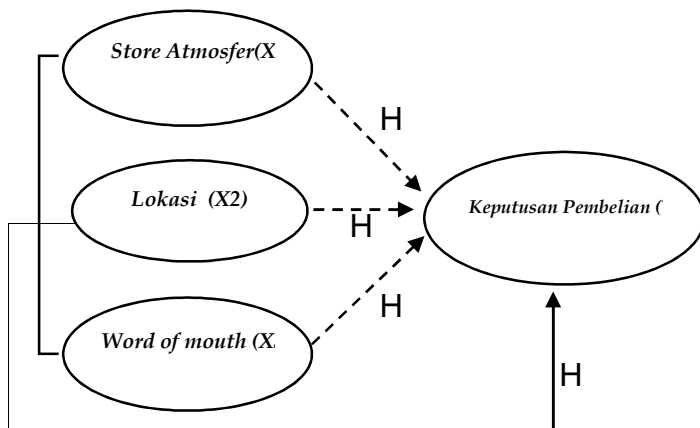 Store Atmosfer(X
H
Lokasi (X2)
H
Keputusan Pembelian (
Word of mouth (X
H
H